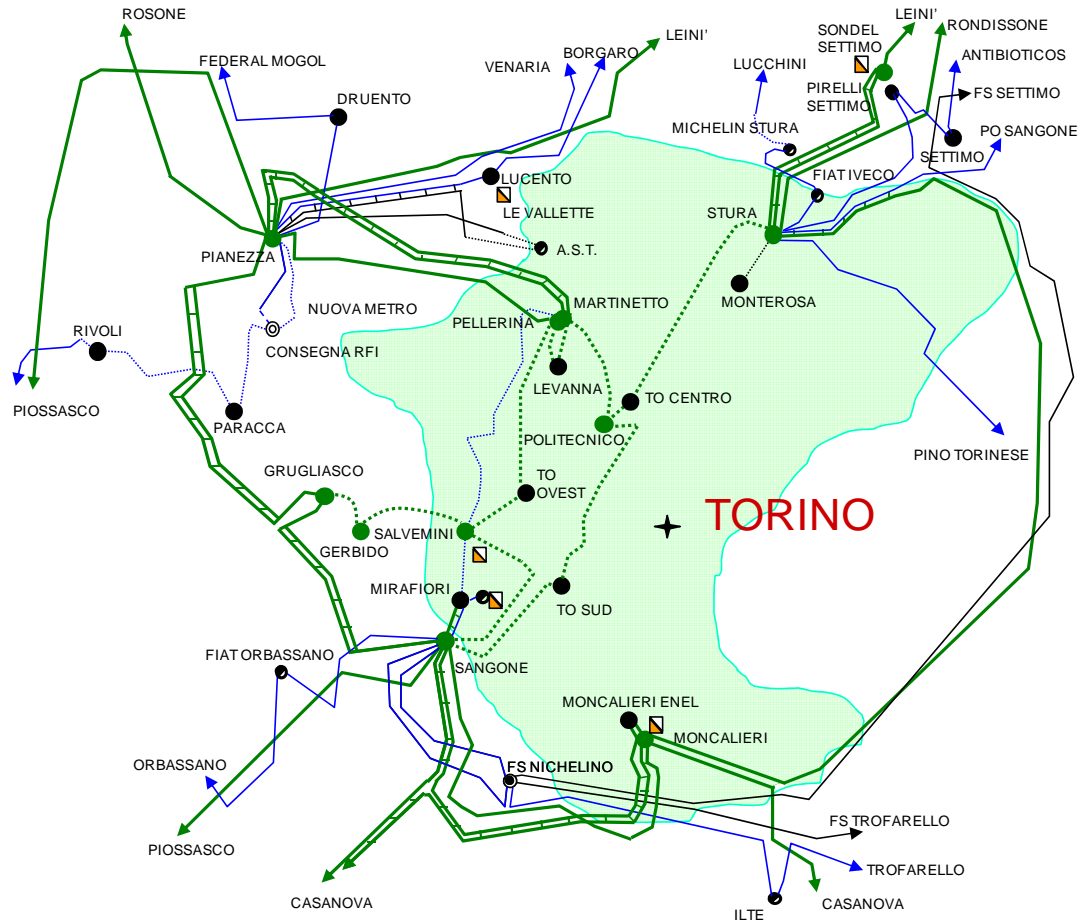 ROSONE
LEINI'
LEINI'
RONDISSONE
SONDEL
SETTIMO
FEDERAL MOGOL
VENARIA
BORGARO
LUCCHINI
ANTIBIOTICOS
PIRELLI
SETTIMO
FS SETTIMO
DRUENTO
MICHELIN STURA
PO SANGONE
SETTIMO
LUCENTO
FIAT IVECO
LE VALLETTE
STURA
PIANEZZA
A.S.T.
MONTEROSA
NUOVA METRO
MARTINETTO
PELLERINA
RIVOLI
CONSEGNA RFI
LEVANNA
TO CENTRO
PIOSSASCO
PARACCA
POLITECNICO
PINO TORINESE
GRUGLIASCO
TO
OVEST
TORINO
SALVEMINI
GERBIDO
MIRAFIORI
TO SUD
FIAT ORBASSANO
SANGONE
MONCALIERI ENEL
MONCALIERI
ORBASSANO
FS NICHELINO
FS TROFARELLO
PIOSSASCO
TROFARELLO
CASANOVA
CASANOVA
ILTE